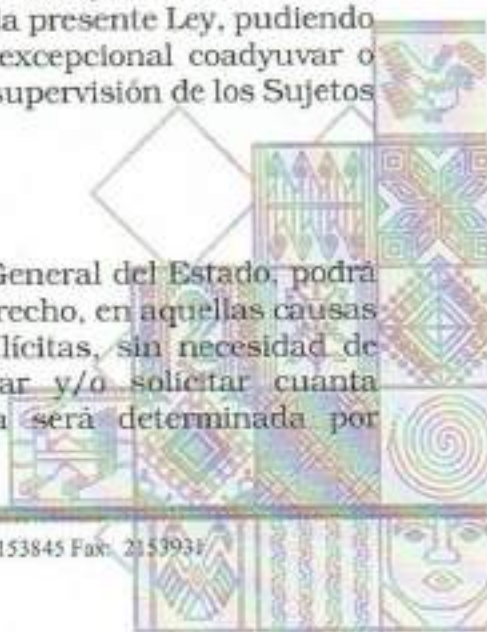 la presente Ley, pudiendo
excepcional coadyuvar o
supervisión de los Sujetos
General del Estado, podrá
recho, en aquellas causas
lícitas, sin necesidad de
ar y/o solicitar cuanta
a será determinada por
153845 Fax: 2153931